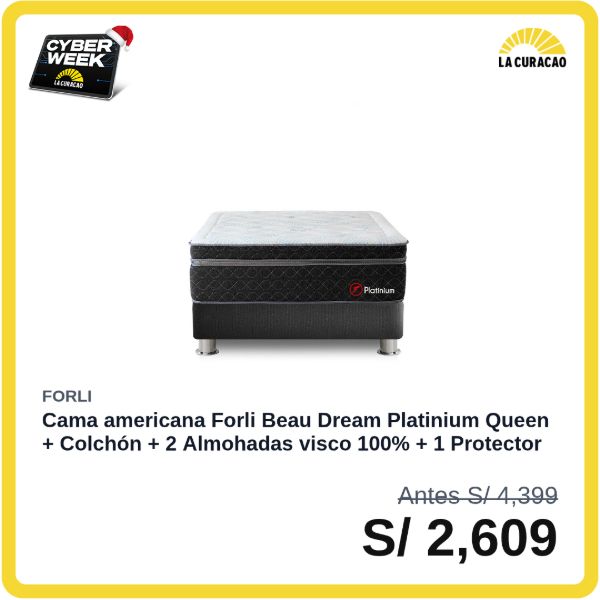 CYBER
WEEK
LA CURACAO
LA CURACAO
Platinium
FORLI
Cama americana Forli Beau Dream Platinium Queen
+ Colchón + 2 Almohadas visco 100% + 1 Protector
Antes S/ 4,399
S/ 2,609